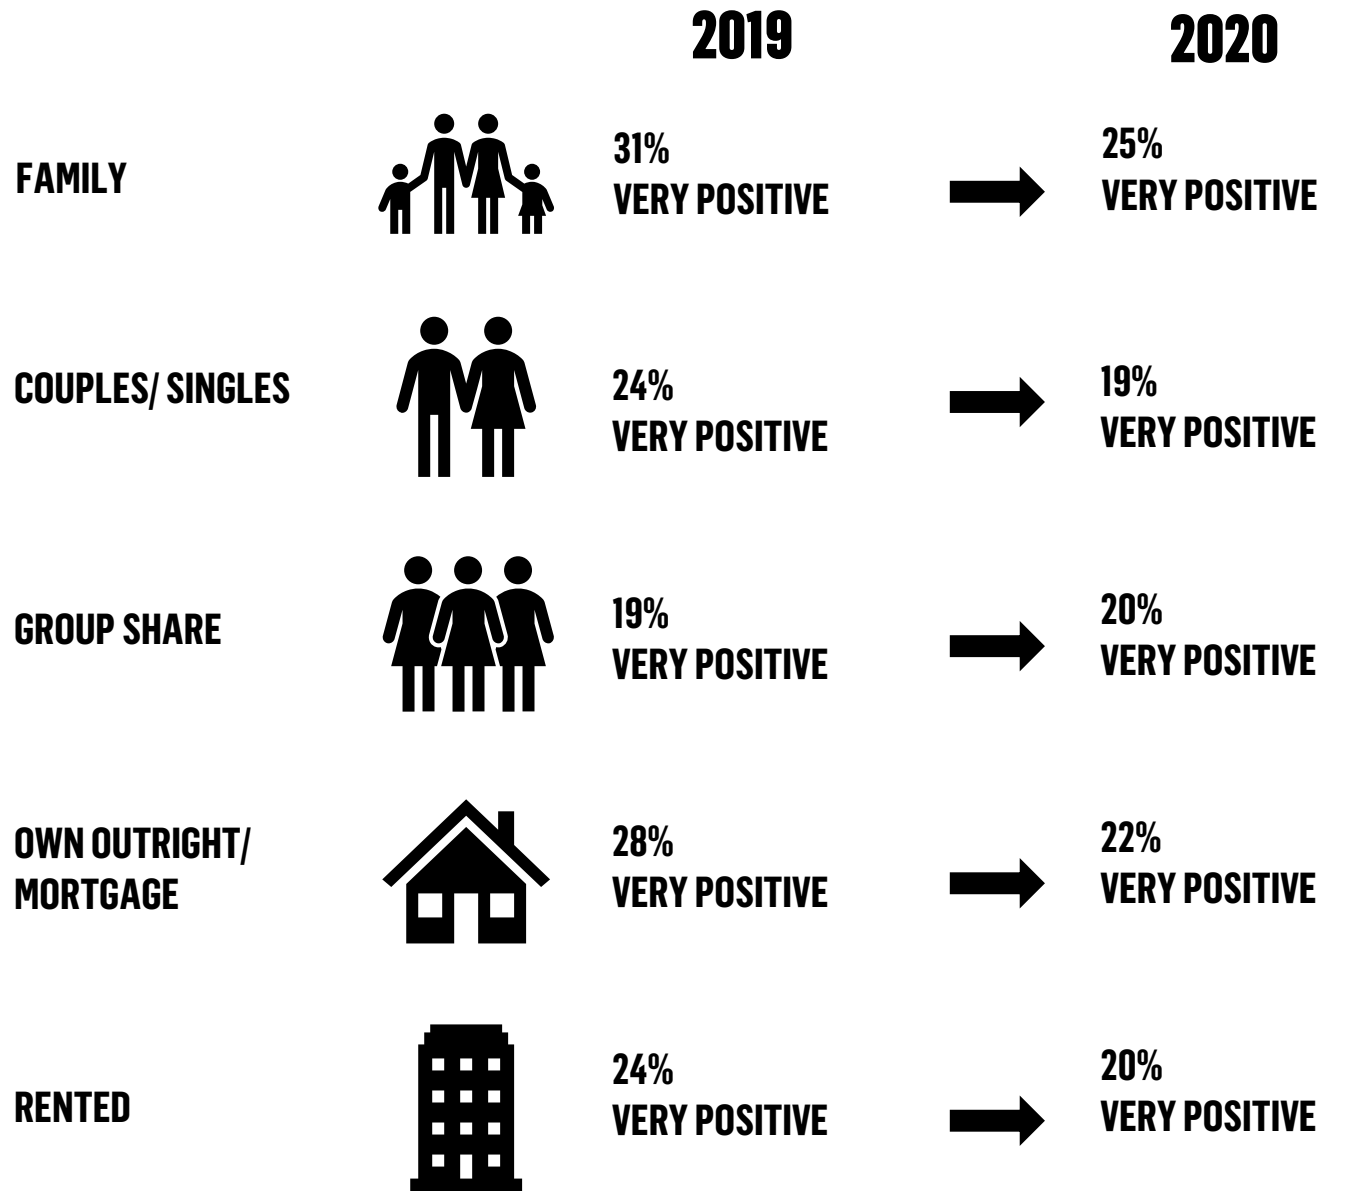 2019
2020
FAMILY
31%
VERY POSITIVE
25%
VERY POSITIVE
COUPLES/ SINGLES
24%
VERY POSITIVE
19%
VERY POSITIVE
GROUP SHARE
19%
VERY POSITIVE
20%
VERY POSITIVE
OWN OUTRIGHT/
MORTGAGE
28%
VERY POSITIVE
22%
VERY POSITIVE
RENTED
24%
VERY POSITIVE
20%
VERY POSITIVE